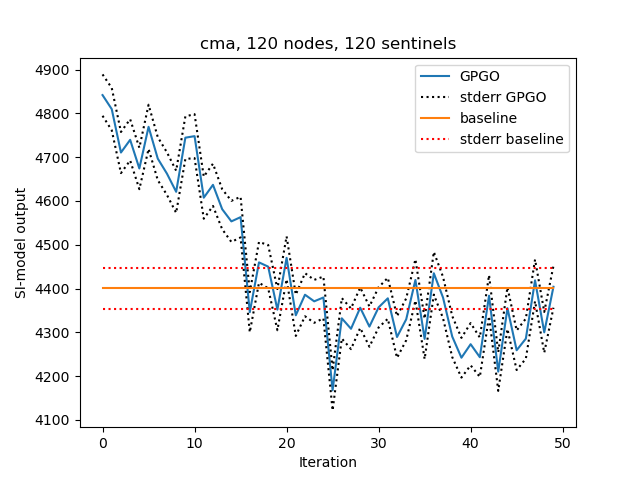 cma, 120 nodes, 120 sentinels
GPGO
stderr GPGO
baseline
stderr baseline
SI-model output
4900
4800
4700
4600
4500
4400
4300
4200
4100
0 10 20 30 40 50
Iteration